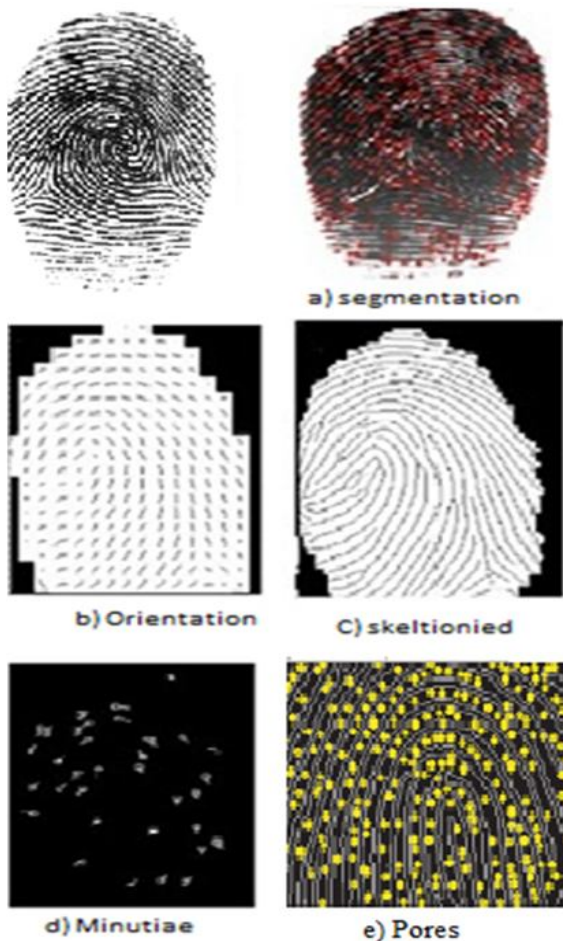 a) segmentation
b) Orientation
C) skeltionied
d) Minutiae
e) Pores